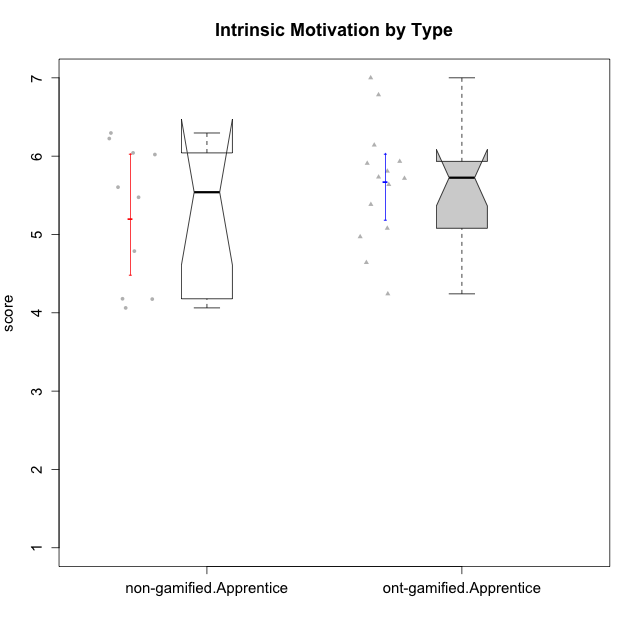 Intrinsic Motivation by Type
score
7
6
5
4
3
2
1
non-gamified.Apprentice
ont-gamified.Apprentice